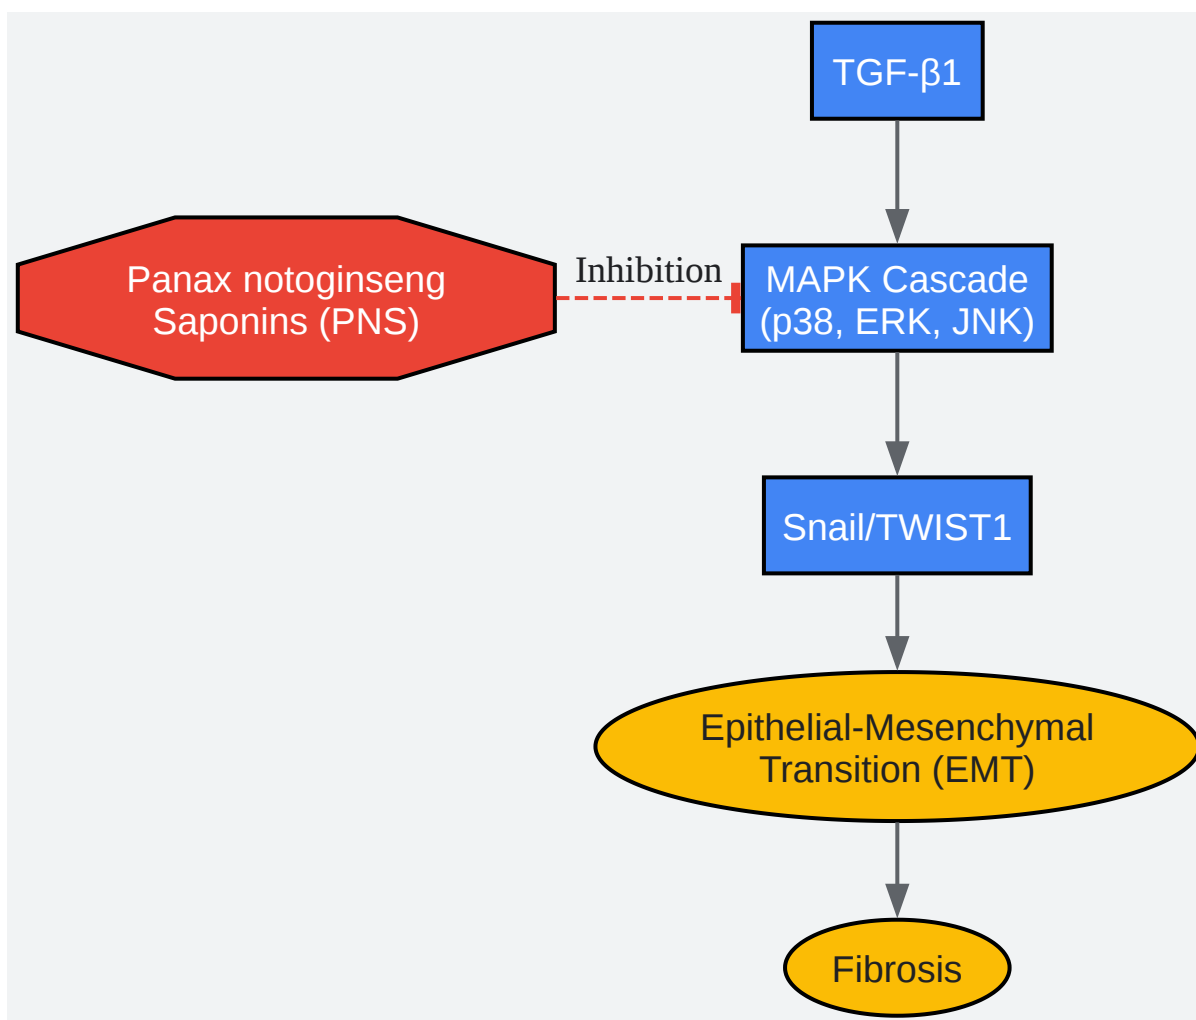 TGF-β1
Panax notoginseng
Saponins (PNS)
Inhibition
MAPK Cascade
(p38, ERK, JNK)
Snail/TWIST1
Epithelial-Mesenchymal
Transition (EMT)
Fibrosis